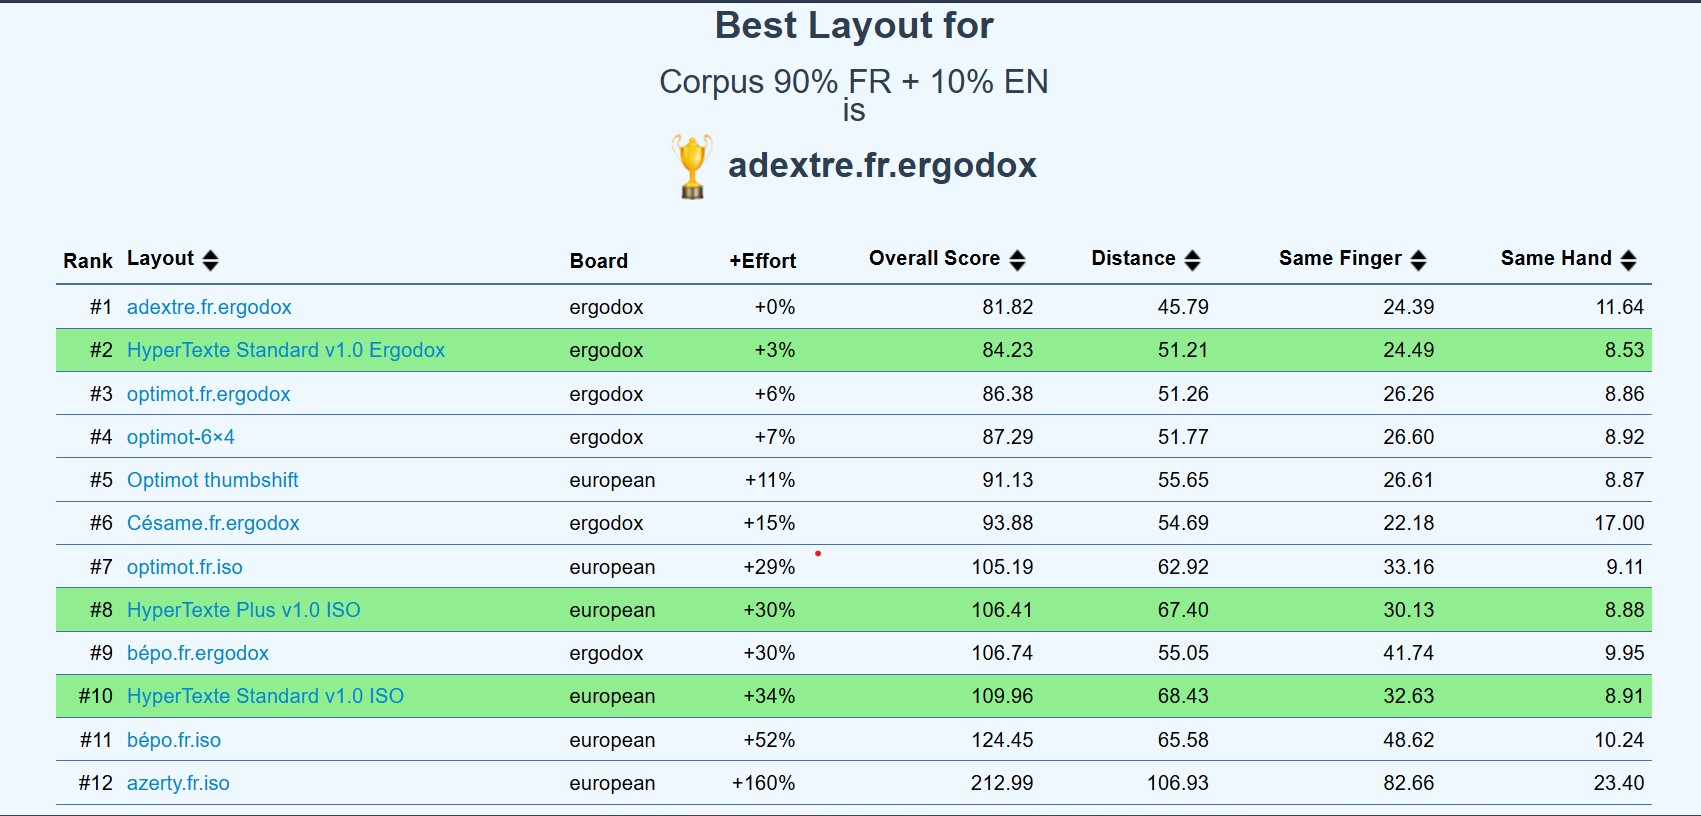 Best Layout for
Corpus 90% FR + 10% EN
is
adextre.fr.ergodox
Rank Layout Board +Effort Overall Score Distance Same Finger Same Hand
#1 adextre.fr.ergodox ergodox +0% 81.82 45.79 24.39 11.64
#2 HyperTexte Standard v1.0 Ergodox ergodox +3% 84.23 51.21 24.49 8.53
#3 optimot.fr.ergodox ergodox +6% 86.38 51.26 26.26 8.86
#4 optimot-6×4 ergodox +7% 87.29 51.77 26.60 8.92
#5 Optimot thumbshift european +11% 91.13 55.65 26.61 8.87
#6 Césame.fr.ergodox ergodox +15% 93.88 54.69 22.18 17.00
#7 optimot.fr.iso european +29% 105.19 62.92 33.16 9.11
#8 HyperTexte Plus v1.0 ISO european +30% 106.41 67.40 30.13 8.88
#9 bépo.fr.ergodox ergodox +30% 106.74 55.05 41.74 9.95
#10 HyperTexte Standard v1.0 ISO european +34% 109.96 68.43 32.63 8.91
#11 bépo.fr.iso european +52% 124.45 65.58 48.62 10.24
#12 azerty.fr.iso european +160% 212.99 106.93 82.66 23.40